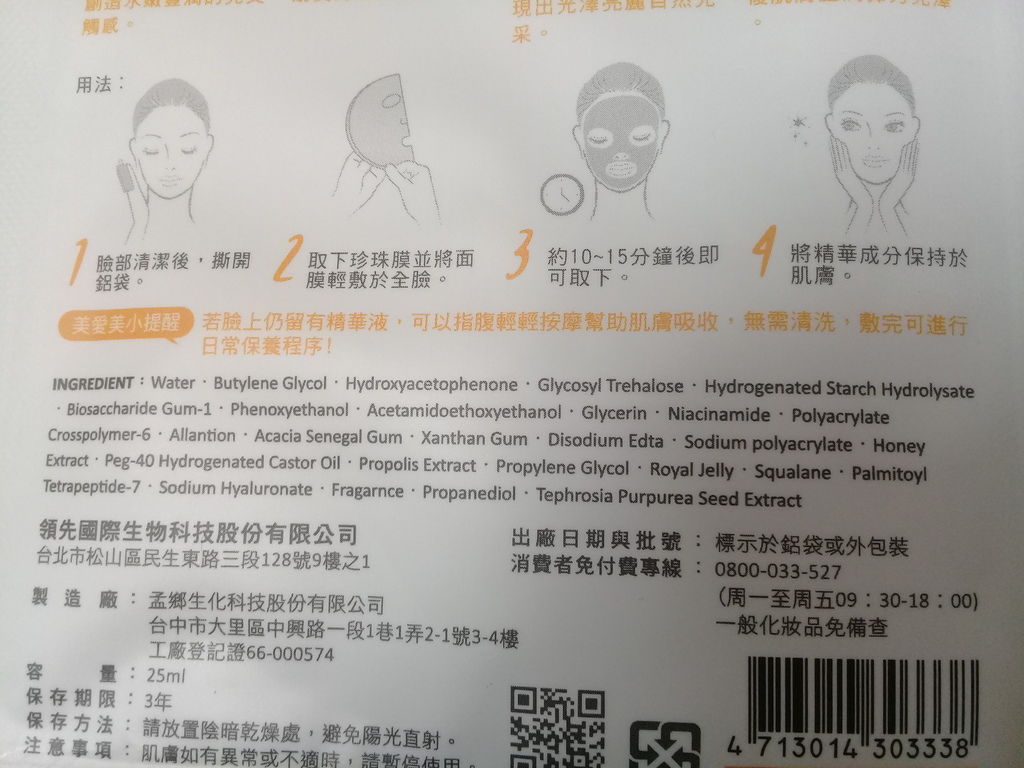 觸感。
現出光澤亮麗自然光
采。
用法：
1 臉部清潔後，撕開
鋁袋。
2 取下珍珠膜並將面
膜輕敷於全臉。
3 約10~15分鐘後即
可取下。
4 將精華成分保持於
肌膚。
美愛美小提醒 若臉上仍留有精華液，可以指腹輕輕按摩幫助肌膚吸收，無需清洗，敷完可進行
日常保養程序！
INGREDIENT：Water · Butylene Glycol · Hydroxyacetophenone · Glycosyl Trehalose · Hydrogenated Starch Hydrolysate
· Biosaccharide Gum-1 · Phenoxyethanol · Acetamidoethoxyethanol · Glycerin · Niacinamide · Polyacrylate
Crosspolymer-6 · Allantion · Acacia Senegal Gum · Xanthan Gum · Disodium Edta · Sodium polyacrylate · Honey
Extract · Peg-40 Hydrogenated Castor Oil · Propolis Extract · Propylene Glycol · Royal Jelly · Squalane · Palmitoyl
Tetrapeptide-7 · Sodium Hyaluronate · Fragarnce · Propanediol · Tephrosia Purpurea Seed Extract
領先國際生物科技股份有限公司
台北市松山區民生東路三段128號9樓之1
製造廠：孟鄉生化科技股份有限公司
台中市大里區中興路一段1巷1弄2-1號3-4樓
工廠登記證66-000574
容量：25ml
保存期限：3年
保存方法：請放置陰暗乾燥處，避免陽光直射。
注意事項：肌膚如有異常或不適時，請暫停使用。
出廠日期與批號：標示於鋁袋或外包裝
消費者免付費專線：0800-033-527
(周一至周五09：30-18：00)
一般化妝品免備查
4 713014 303338